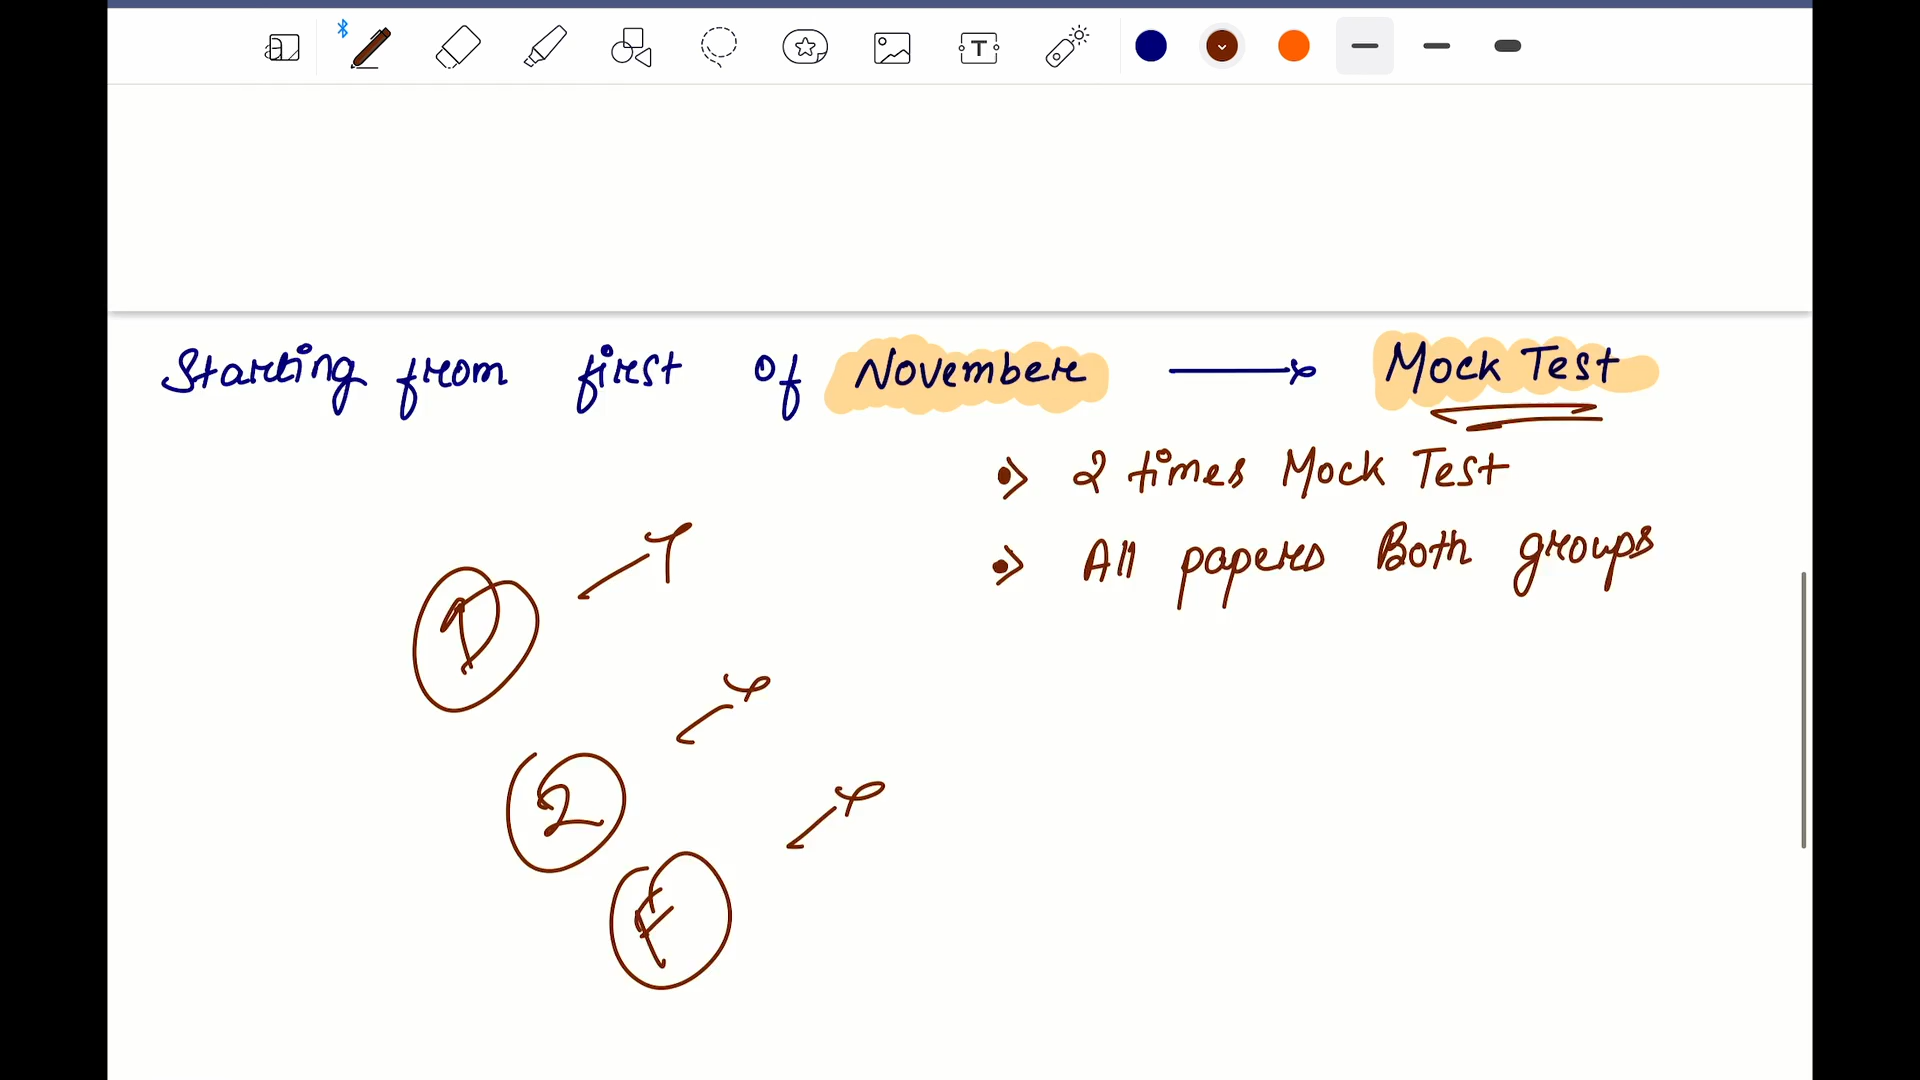 Starting from first of November → Mock Test
2 times Mock Test
All papers Both groups
1
2
F